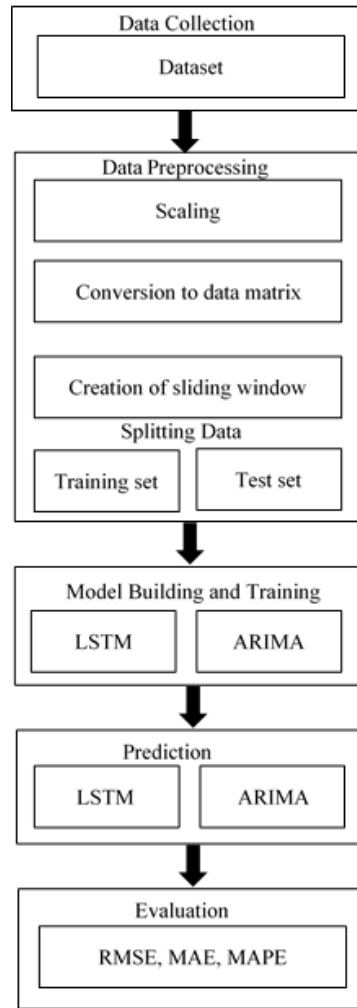 Data Collection
Dataset
Data Preprocessing
Scaling
Conversion to data matrix
Creation of sliding window
Splitting Data
Training set
Test set
Model Building and Training
LSTM
ARIMA
Prediction
LSTM
ARIMA
Evaluation
RMSE, MAE, MAPE